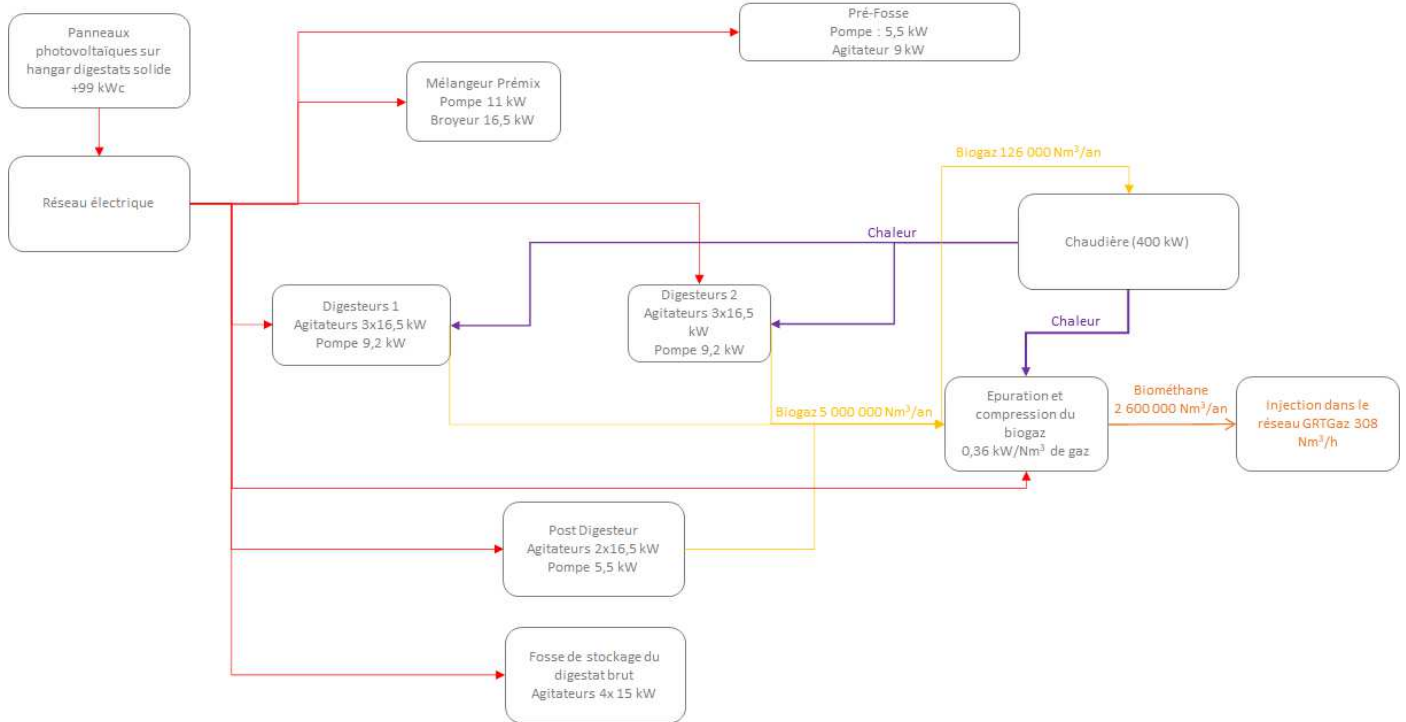 Panneaux
photovoltaïques sur
hangar digestats solide
+99 kWc
Pré-Fosse
Pompe : 5,5 kW
Agitateur 9 kW
Mélangeur Prémix
Pompe 11 kW
Broyeur 16,5 kW
Biogaz 126 000 Nm³/an
Réseau électrique
Chaleur
Chaudière (400 kW)
Digesteurs 1
Agitateurs 3x16,5 kW
Pompe 9,2 kW
Digesteurs 2
Agitateurs 3x16,5
kW
Pompe 9,2 kW
Chaleur
Biogaz 5 000 000 Nm³/an
Epuration et
compression du
biogaz
0,36 kW/Nm³ de gaz
Biométhane
2 600 000 Nm³/an
Injection dans le
réseau GRTGaz 308
Nm³/h
Post Digesteur
Agitateurs 2x16,5 kW
Pompe 5,5 kW
Fosse de stockage du
digestat brut
Agitateurs 4x 15 kW